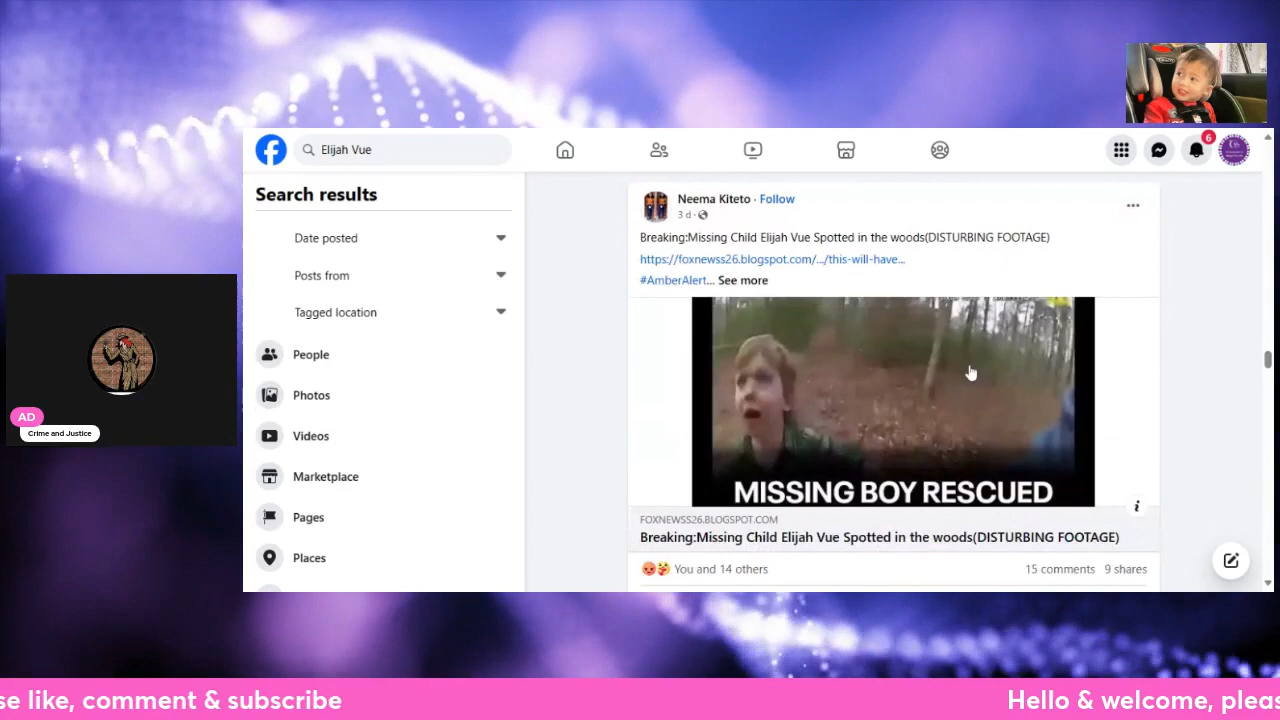 Elijah Vue
6
Search results
Date posted
Posts from
Tagged location
People
Photos
Videos
Marketplace
Pages
Places
Neema Kiteto · Follow
3 d ·
Breaking:Missing Child Elijah Vue Spotted in the woods(DISTURBING FOOTAGE)
https://foxnewss26.blogspot.com/.../this-will-have...
#AmberAlert... See more
MISSING BOY RESCUED
FOXNEWSS26.BLOGSPOT.COM
Breaking:Missing Child Elijah Vue Spotted in the woods(DISTURBING FOOTAGE)
You and 14 others
15 comments 9 shares
AD
Crime and Justice
se like, comment & subscribe
Hello & welcome, pleas